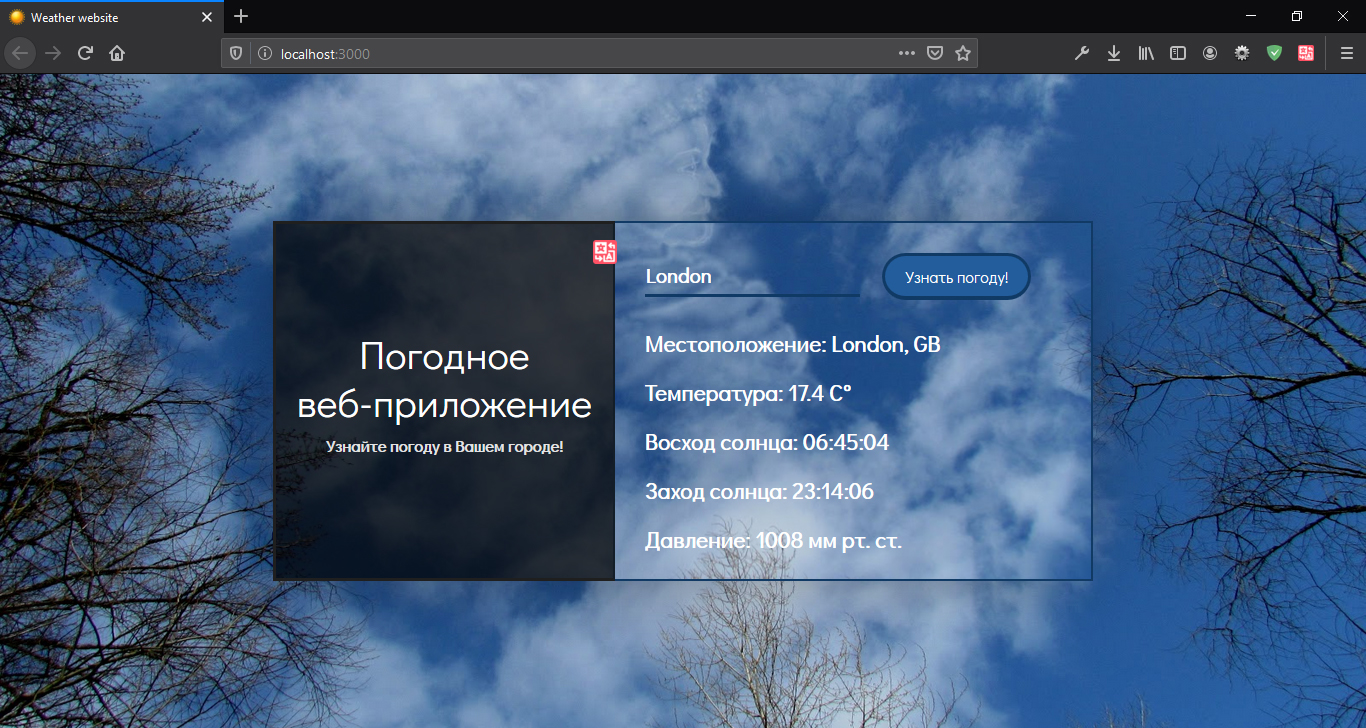 Weather website
localhost:3000
London
Узнать погоду!
Погодное
веб-приложение
Узнайте погоду в Вашем городе!
Местоположение: London, GB
Температура: 17.4 C°
Восход солнца: 06:45:04
Заход солнца: 23:14:06
Давление: 1008 мм рт. ст.